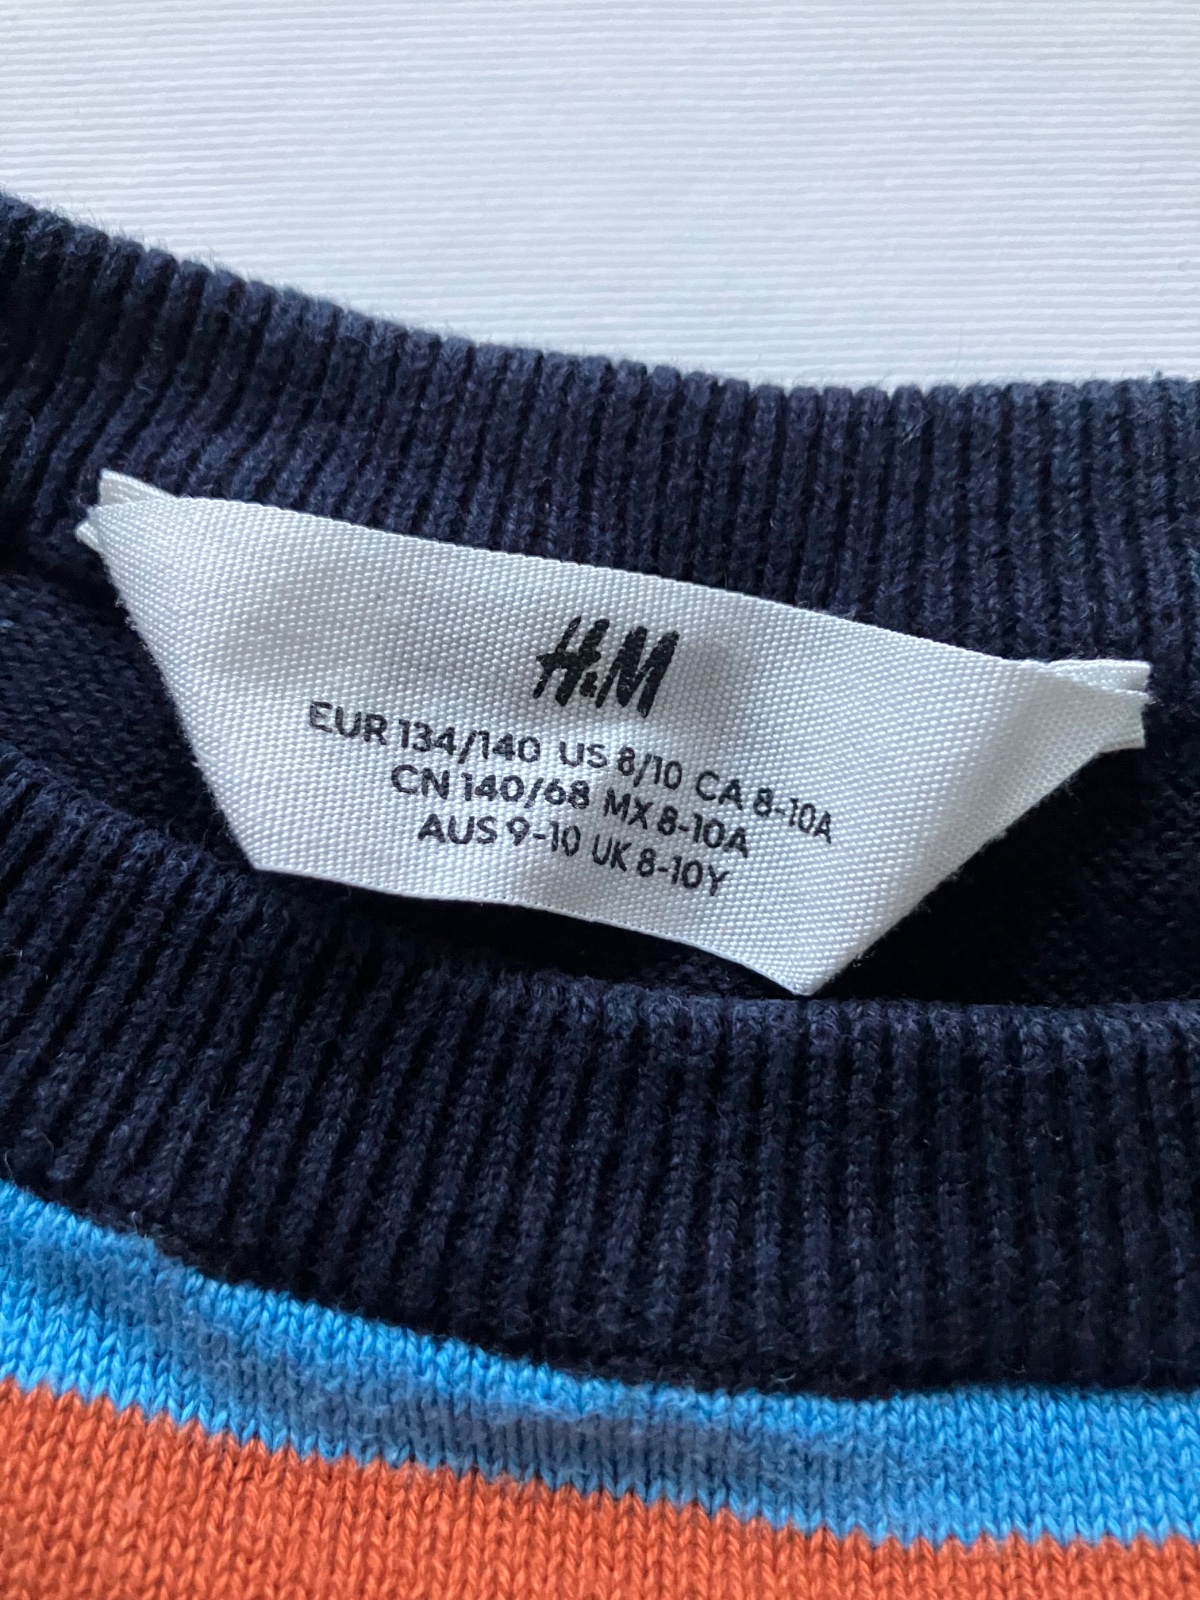 H&M
EUR 134/140 US 8/10 CA 8-10A
CN 140/68 MX 8-10A
AUS 9-10 UK 8-10Y